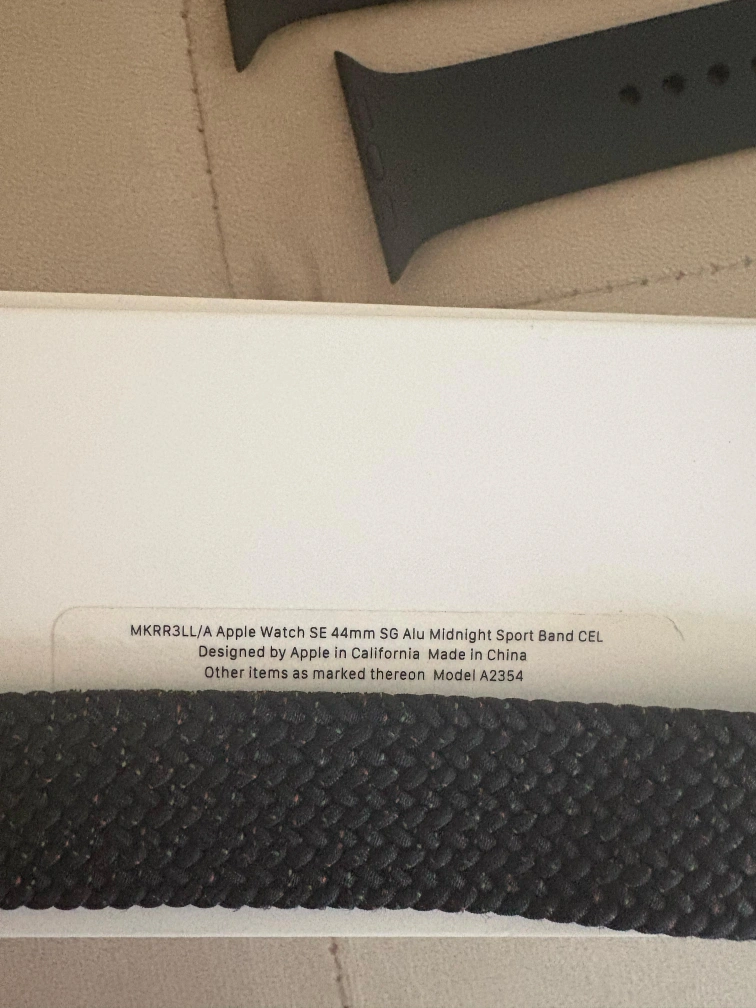 MKRR3LL/A Apple Watch SE 44mm SG Alu Midnight Sport Band CEL
Designed by Apple in California Made in China
Other items as marked thereon Model A2354